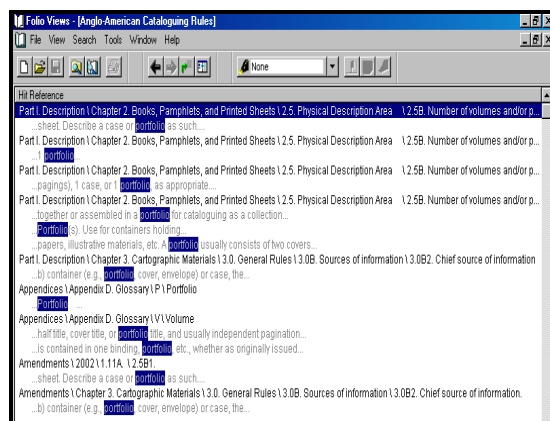 Folio Views - [Anglo-American Cataloguing Rules]
File View Search Tools Window Help
None
Hit Reference
Part I. Description \ Chapter 2. Books, Pamphlets, and Printed Sheets \ 2.5. Physical Description Area \ 2.5B. Number of volumes and/or p...
...sheet. Describe a case or portfolio as such....
Part I. Description \ Chapter 2. Books, Pamphlets, and Printed Sheets \ 2.5. Physical Description Area \ 2.5B. Number of volumes and/or p...
...1 portfolio...
Part I. Description \ Chapter 2. Books, Pamphlets, and Printed Sheets \ 2.5. Physical Description Area \ 2.5B. Number of volumes and/or p...
...pagings), 1 case, or 1 portfolio, as appropriate....
Part I. Description \ Chapter 2. Books, Pamphlets, and Printed Sheets \ 2.5. Physical Description Area \ 2.5B. Number of volumes and/or p...
...together or assembled in a portfolio for cataloguing as a collection...
...Portfolio(s). Use for containers holding...
...papers, illustrative materials, etc. A portfolio usually consists of two covers...
Part I. Description \ Chapter 3. Cartographic Materials \ 3.0. General Rules \ 3.0B. Sources of information \ 3.0B2. Chief source of information
...b) container (e.g., portfolio, cover, envelope) or case, the...
Appendices \ Appendix D. Glossary \ P \ Portfolio
...Portfolio ...
Appendices \ Appendix D. Glossary \ V \ Volume
...half title, cover title, or portfolio title, and usually independent pagination...
...is contained in one binding, portfolio, etc., whether as originally issued...
Amendments \ 2002 \ 1.11A. \ 2.5B1.
...sheet. Describe a case or portfolio as such....
Amendments \ Chapter 3. Cartographic Materials \ 3.0. General Rules \ 3.0B. Sources of information \ 3.0B2. Chief source of information.
...b) container (e.g., portfolio, cover, envelope) or case, the...